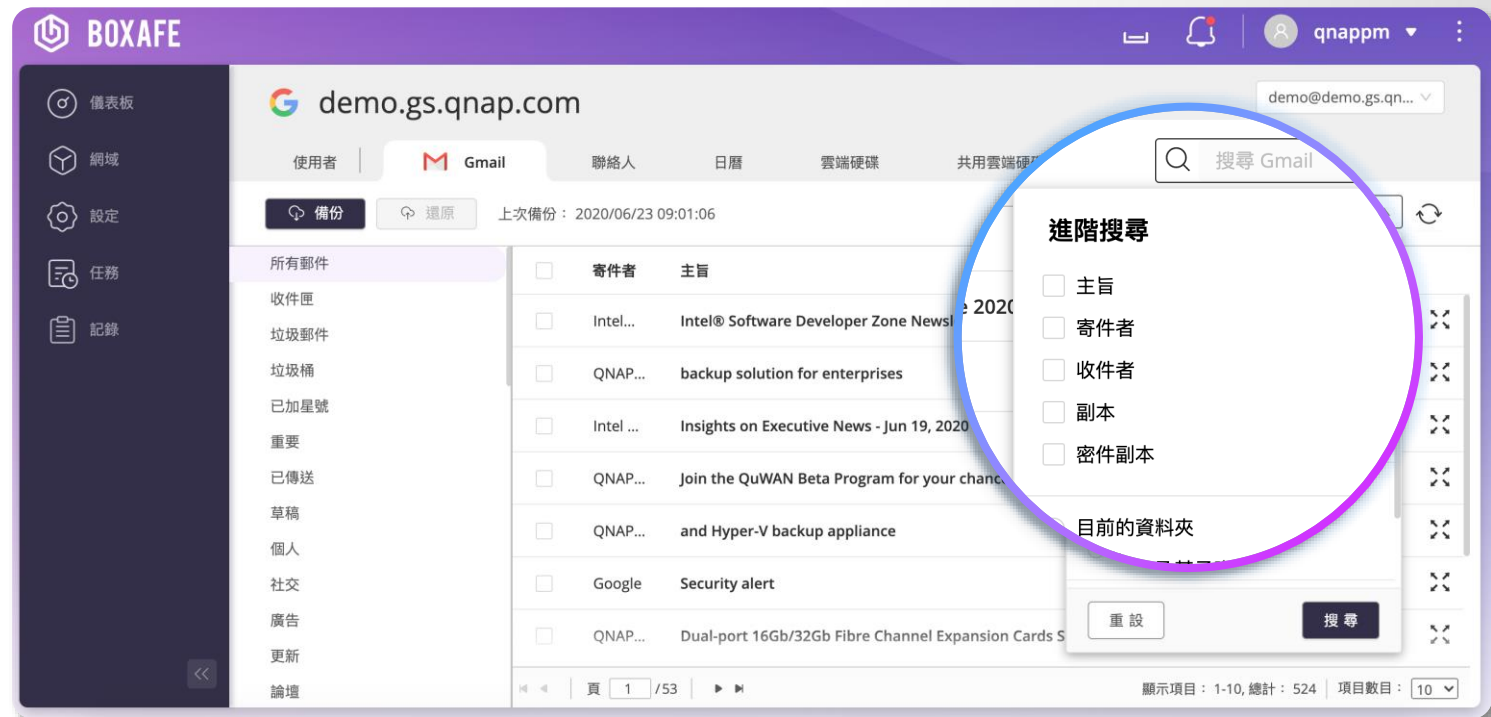 BOXAFE
qnappm
儀表板
網域
設定
任務
記錄
demo.gs.qnap.com
demo@demo.gs.qn...
使用者
Gmail
聯絡人
日曆
雲端硬碟
共用雲端硬碟
搜尋 Gmail
備份
還原
上次備份： 2020/06/23 09:01:06
所有郵件
收件匣
垃圾郵件
垃圾桶
已加星號
重要
已傳送
草稿
個人
社交
廣告
更新
論壇
寄件者 主旨
Intel... Intel® Software Developer Zone Newsl
e 2020
QNAP... backup solution for enterprises
Intel ... Insights on Executive News - Jun 19, 2020
QNAP... Join the QuWAN Beta Program for your chanc
QNAP... and Hyper-V backup appliance
Google Security alert
QNAP... Dual-port 16Gb/32Gb Fibre Channel Expansion Cards S
進階搜尋
主旨
寄件者
收件者
副本
密件副本
目前的資料夾
重設
搜尋
頁 1 /53
顯示項目： 1-10, 總計： 524 項目數目： 10